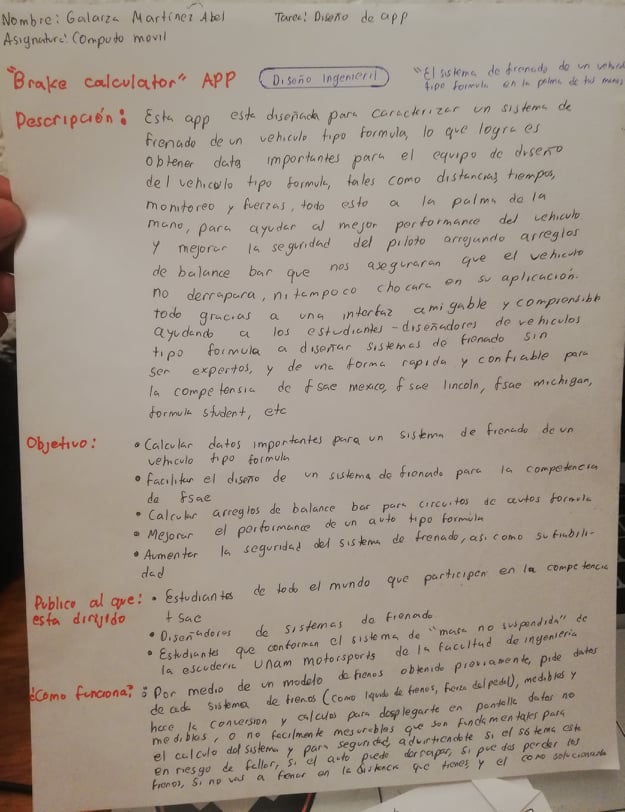 Nombre: Galarza Martínez Abel Tarea: Diseño de app
Asignatura: Computo movil
"Brake calculator" APP Diseño Ingenieril "El sistema de frenado de un vehiculo
tipo formula en la palma de tus manos
Descripción: Esta app esta diseñada para caracterizar un sistema de
frenado de un vehiculo tipo formula, lo que logra es
obtener datos importantes para el equipo de diseño
del vehiculo tipo formula, tales como distancias, tiempos,
monitoreo y fuerzas, todo esto a la palma de la
mano, para ayudar al mejor performance del vehiculo
y mejorar la seguridad del piloto arrojando arreglos
de balance bar que nos aseguraran que el vehiculo
no derrapara, ni tampoco chocara en su aplicación.
todo gracias a una interfaz amigable y comprensible
ayudando a los estudiantes-diseñadores de vehiculos
tipo formula a diseñar sistemas de frenado sin
ser expertos, y de una forma rapida y confiable para
la competensia de fsae mexico, fsae lincoln, fsae michigan,
formula student, etc
Objetivo: • Calcular datos importantes para un sistema de frenado de un
vehiculo tipo formula
• facilitar el diseño de un sistema de frenado para la competencia
de fsae
• Calcular arreglos de balance bar para circuitos de autos formula
• Mejorar el performance de un auto tipo formula
• Aumentar la seguridad del sistema de frenado, asi como su fiabili-
dad
Publico al que: • Estudiantes de todo el mundo que participen en la competencia
esta dirijido fsae
• Diseñadores de sistemas de frenado
• Estudiantes que conforman el sistema de "masa no suspendida" de
la escuderia Unam motorsports de la facultad de ingenieria
¿Como funciona?: Por medio de un modelo de frenos obtenido previamente, pide datos
de cada sistema de frenos (como liquido de frenos, fuerza del pedal), medibles y
hace la conversion y calculos para desplegarte en pantalla datos no
medibles, o no facilmente mesurables que son fundamentales para
el calculo del sistema y para seguridad, advirtiendote si el sistema esta
en riesgo de fallar, si el auto puede derrapar, si puedes perder los
frenos, si no vas a frenar en la distancia que tienes y el como solucionarlo